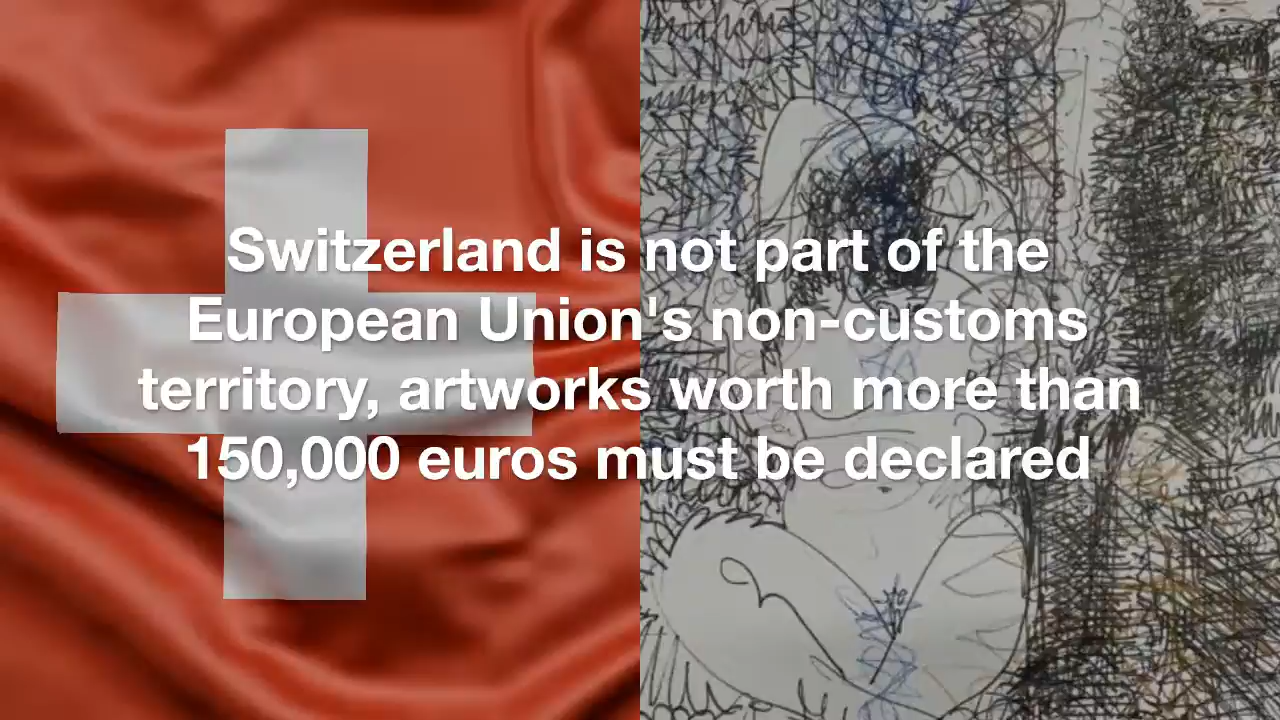 Switzerland is not part of the
European Union's non-customs
territory, artworks worth more than
150,000 euros must be declared